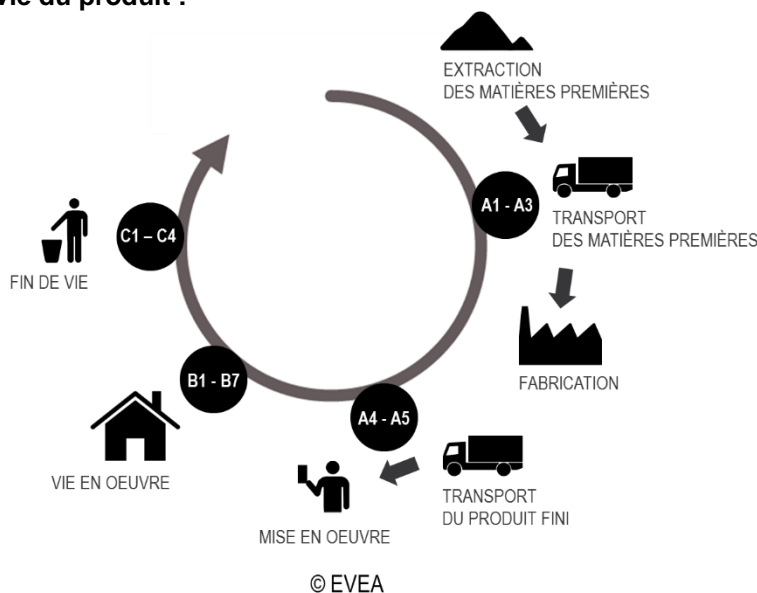 vie du produit :
EXTRACTION
DES MATIÈRES PREMIÈRES
A1 - A3
TRANSPORT
DES MATIÈRES PREMIÈRES
FABRICATION
A4 - A5
TRANSPORT
DU PRODUIT FINI
MISE EN OEUVRE
B1 - B7
VIE EN OEUVRE
C1 – C4
FIN DE VIE
© EVEA